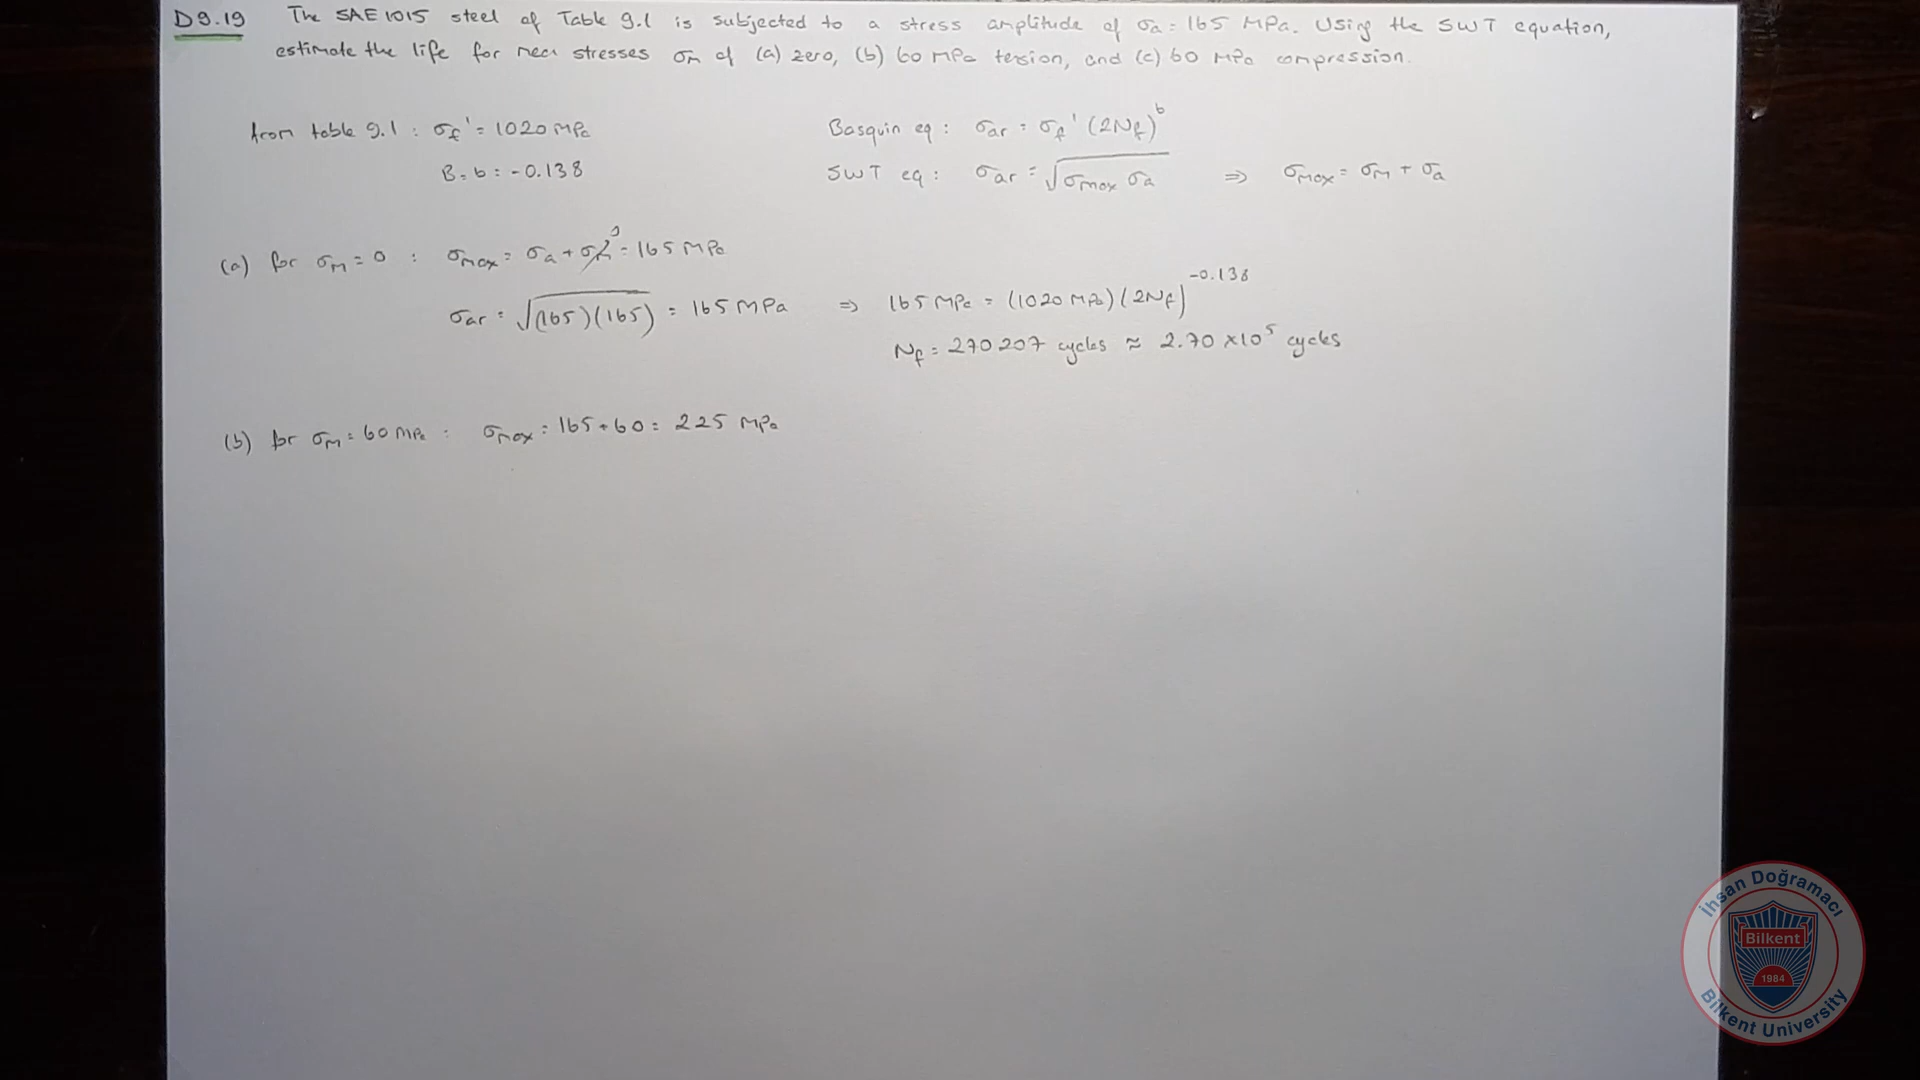 D9.19 The SAE 1015 steel of Table 9.1 is subjected to a stress amplitude of σa = 165 MPa. Using the SWT equation,
estimate the life for mean stresses σm of (a) zero, (b) 60 MPa tension, and (c) 60 MPa compression.
from table 9.1 : σf' = 1020 MPa
Basquin eq : σar = σf' (2Nf)^b
B = b = -0.138
SWT eq : σar = √σmax σa ⇒ σmax = σm + σa
(a) for σm = 0 : σmax = σa + σm^0 = 165 MPa
σar = √(165)(165) = 165 MPa ⇒ 165 MPa = (1020 MPa) (2Nf)^-0.138
Nf = 270 207 cycles ≈ 2.70 x10^5 cycles
(b) for σm = 60 MPa : σmax = 165 + 60 = 225 MPa
İhsan Doğramacı
Bilkent
1984
Bilkent University